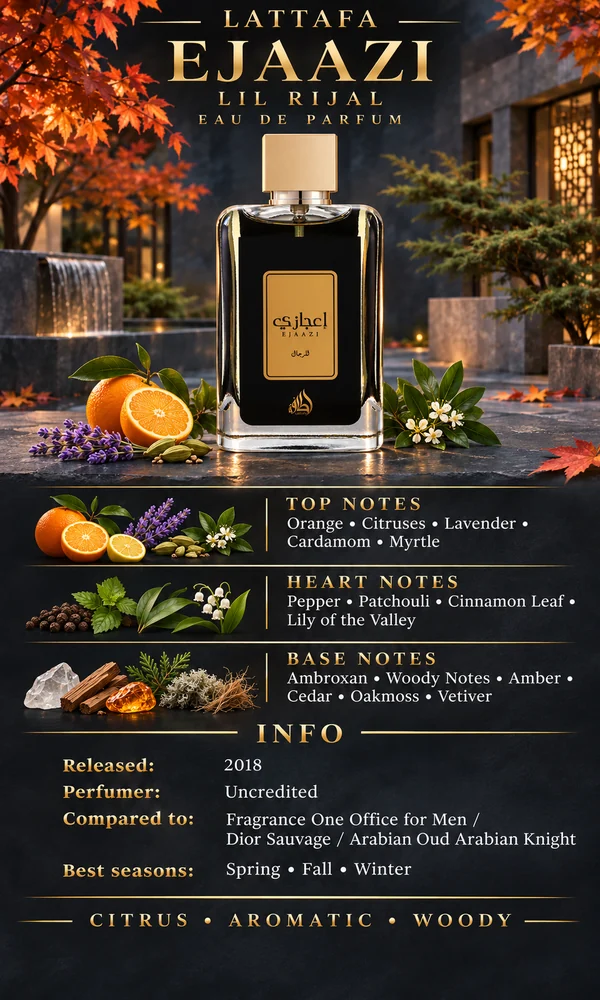 LATTAFA
EJAAZI
LIL RIJAL
EAU DE PARFUM
إعجازي
EJAAZI
للرجال
TOP NOTES
Orange • Citruses • Lavender •
Cardamom • Myrtle
HEART NOTES
Pepper • Patchouli • Cinnamon Leaf •
Lily of the Valley
BASE NOTES
Ambroxan • Woody Notes • Amber •
Cedar • Oakmoss • Vetiver
INFO
Released: 2018
Perfumer: Uncredited
Compared to: Fragrance One Office for Men /
Dior Sauvage / Arabian Oud Arabian Knight
Best seasons: Spring • Fall • Winter
CITRUS • AROMATIC • WOODY